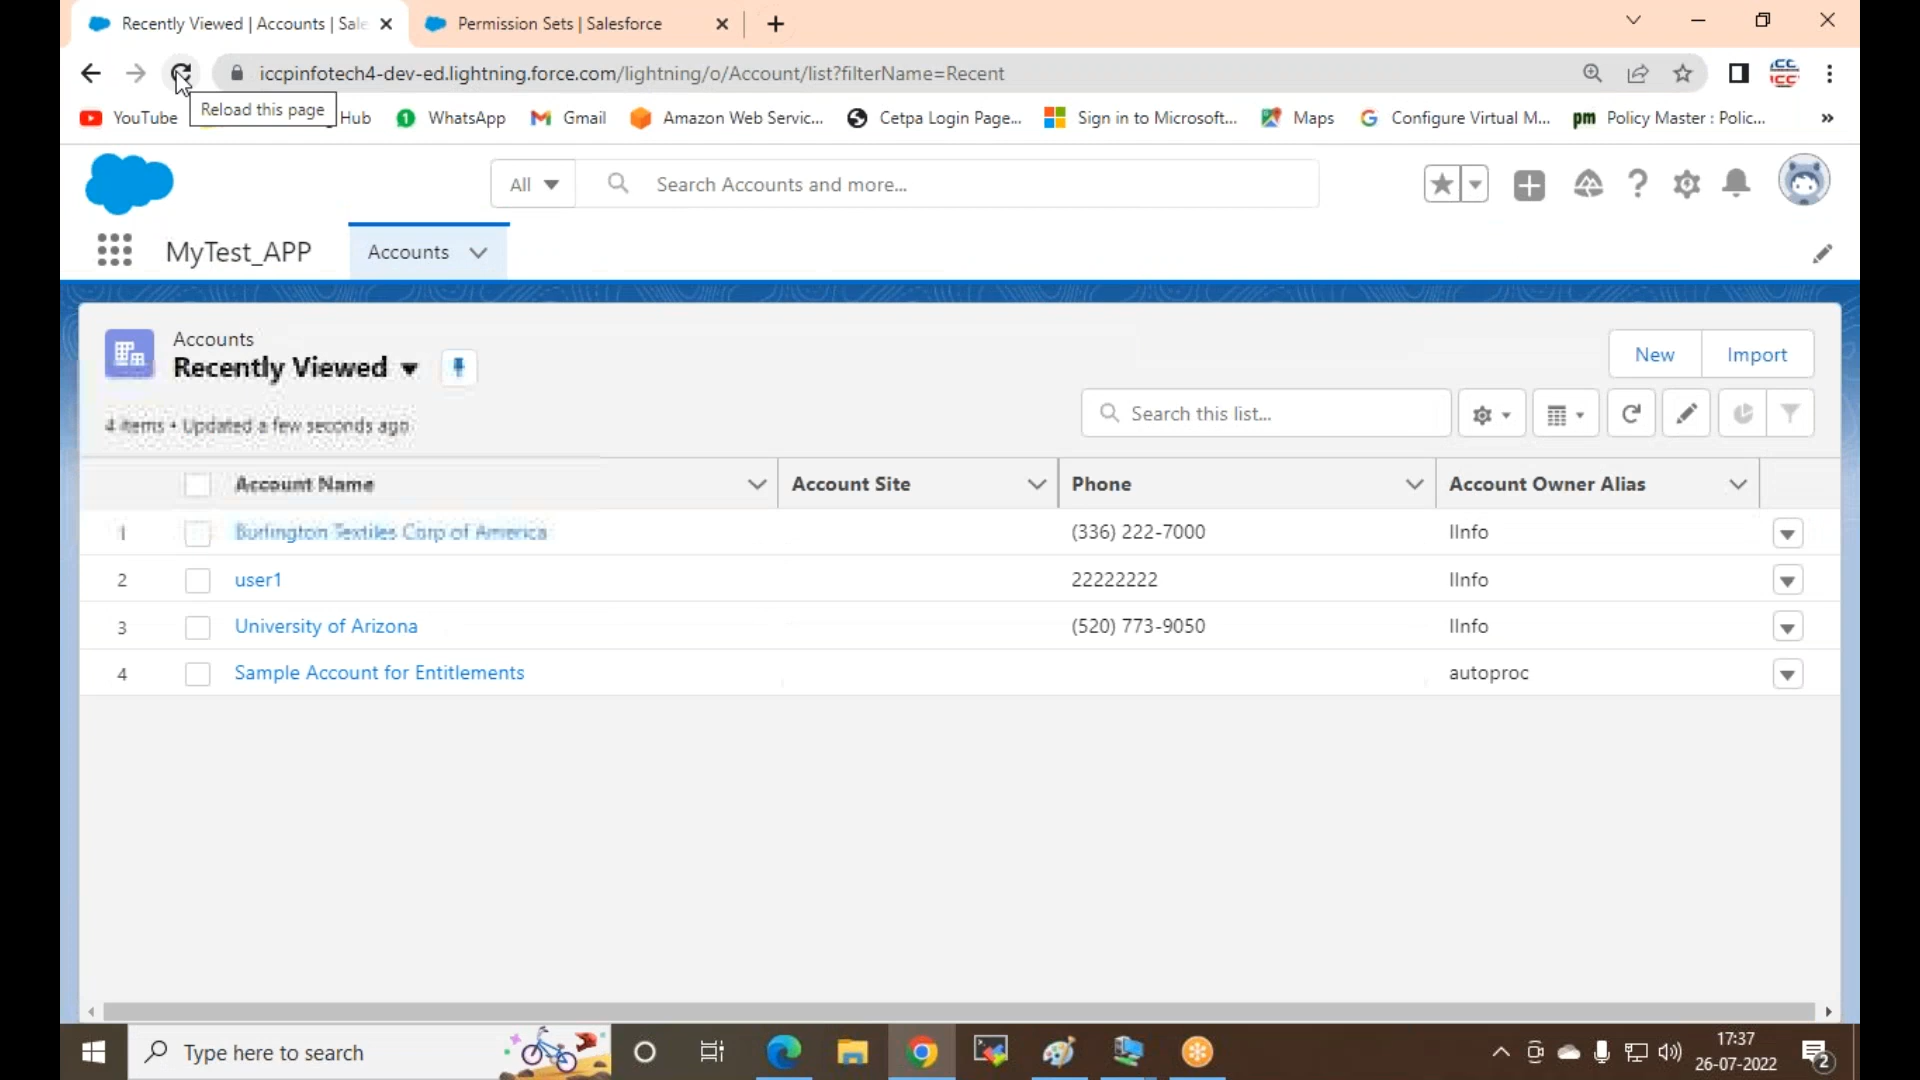 Recently Viewed | Accounts | Sale
Permission Sets | Salesforce
iccpinfotech4-dev-ed.lightning.force.com/lightning/o/Account/list?filterName=Recent
Reload this page
YouTube
Hub
WhatsApp
Gmail
Amazon Web Servic...
Cetpa Login Page...
Sign in to Microsoft...
Maps
Configure Virtual M...
pm Policy Master : Polic...
»
All
Search Accounts and more...
MyTest_APP
Accounts
Accounts
Recently Viewed
New
Import
4 items • Updated a few seconds ago
Search this list...
Account Name
Account Site
Phone
Account Owner Alias
1 Burlington Textiles Corp of America (336) 222-7000 IInfo
2 user1 22222222 IInfo
3 University of Arizona (520) 773-9050 IInfo
4 Sample Account for Entitlements autoproc
Type here to search
17:37
26-07-2022
2